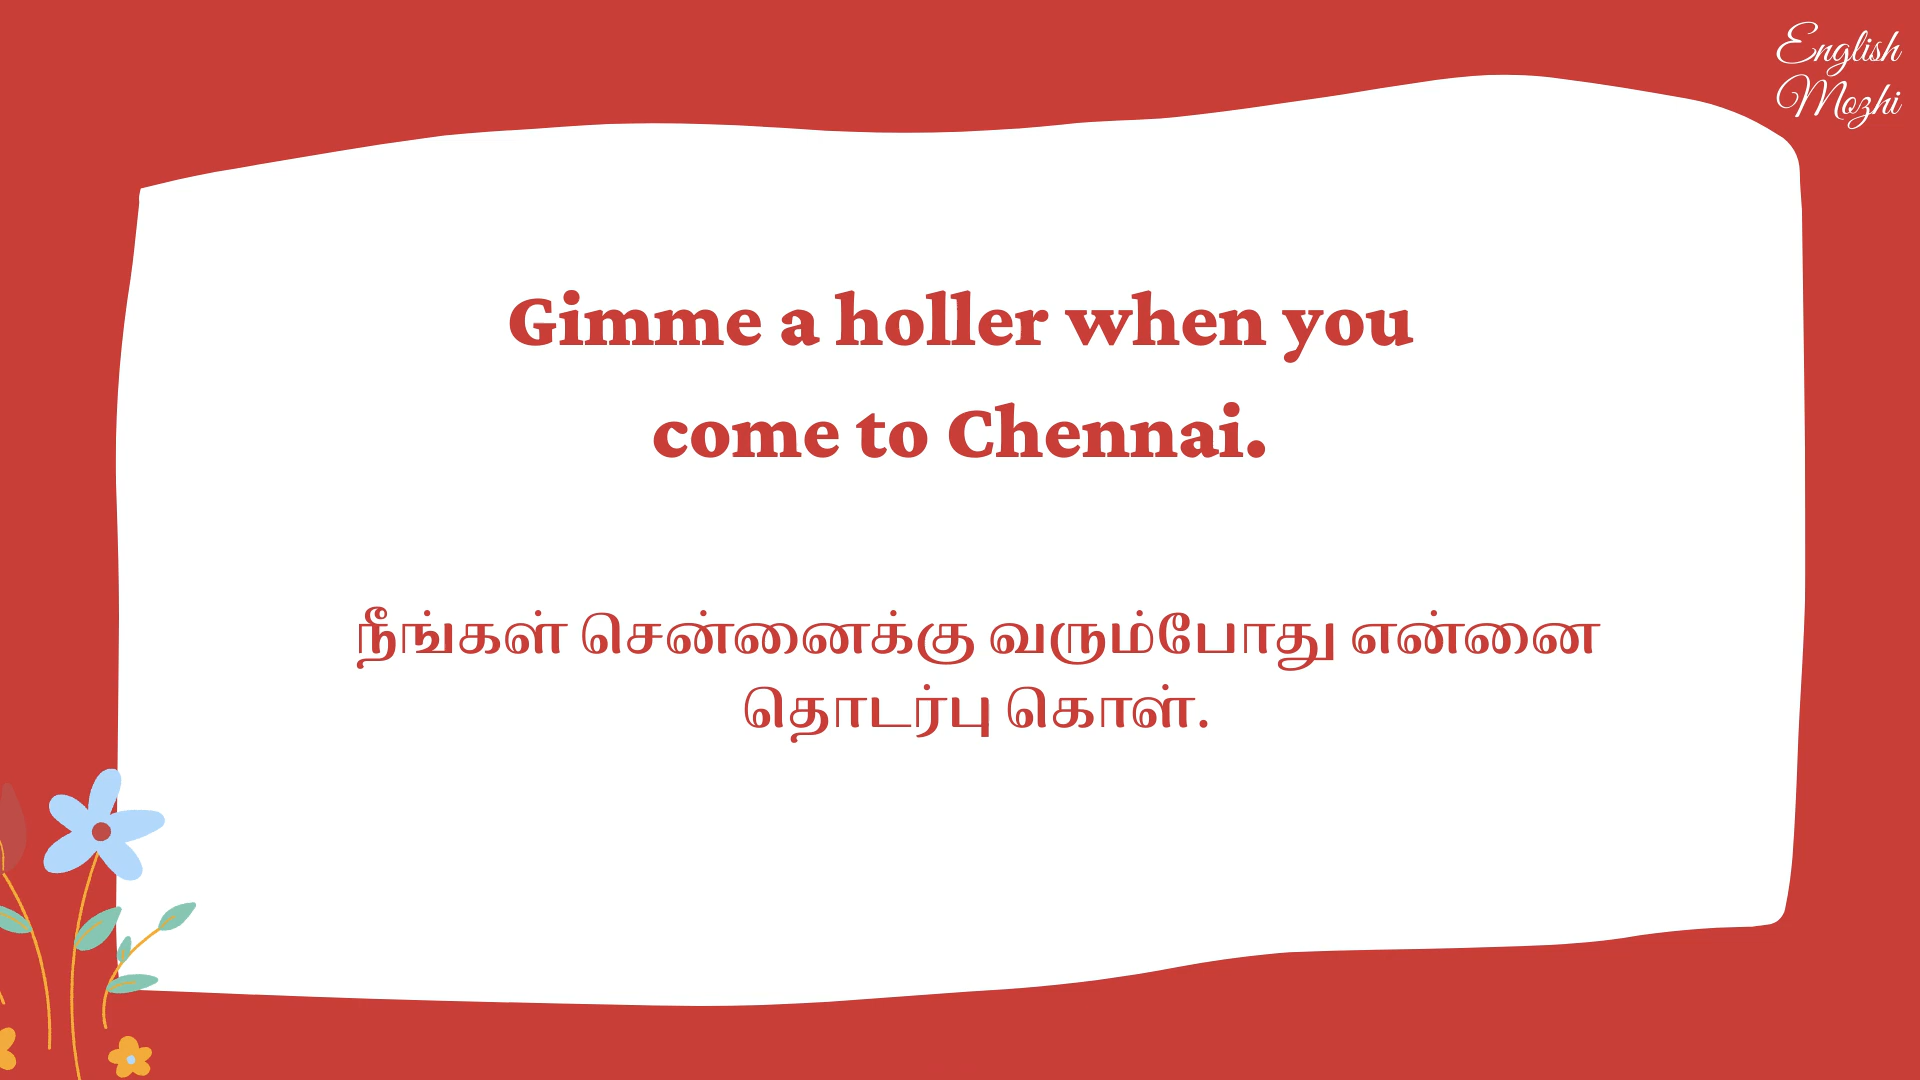 English
Mozhi
Gimme a holler when you
come to Chennai.
நீங்கள் சென்னைக்கு வரும்போது என்னை
தொடர்பு கொள்.